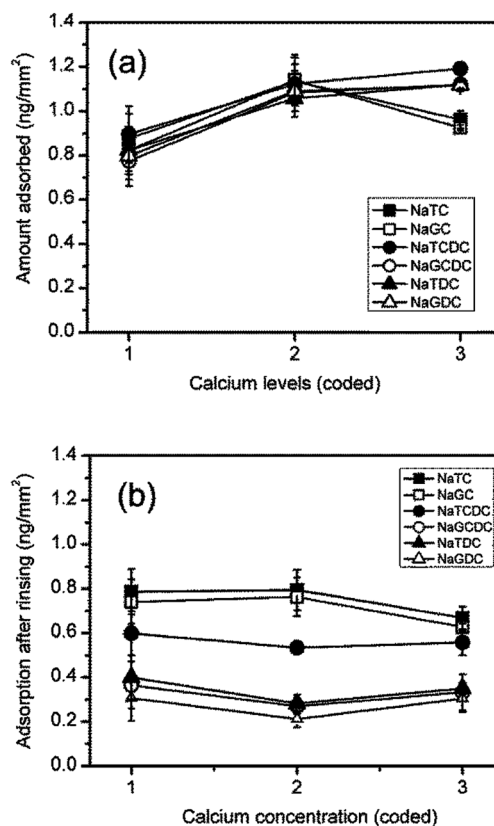 (a)
Amount adsorbed (ng/mm²)
1.4
1.2
1.0
0.8
0.6
0.4
0.2
0.0
NaTC
NaGC
NaTCDC
NaGCDC
NaTDC
NaGDC
1 2 3
Calcium levels (coded)
(b)
Adsorption after rinsing (ng/mm²)
1.4
1.2
1.0
0.8
0.6
0.4
0.2
0.0
NaTC
NaGC
NaTCDC
NaGCDC
NaTDC
NaGDC
1 2 3
Calcium concentration (coded)